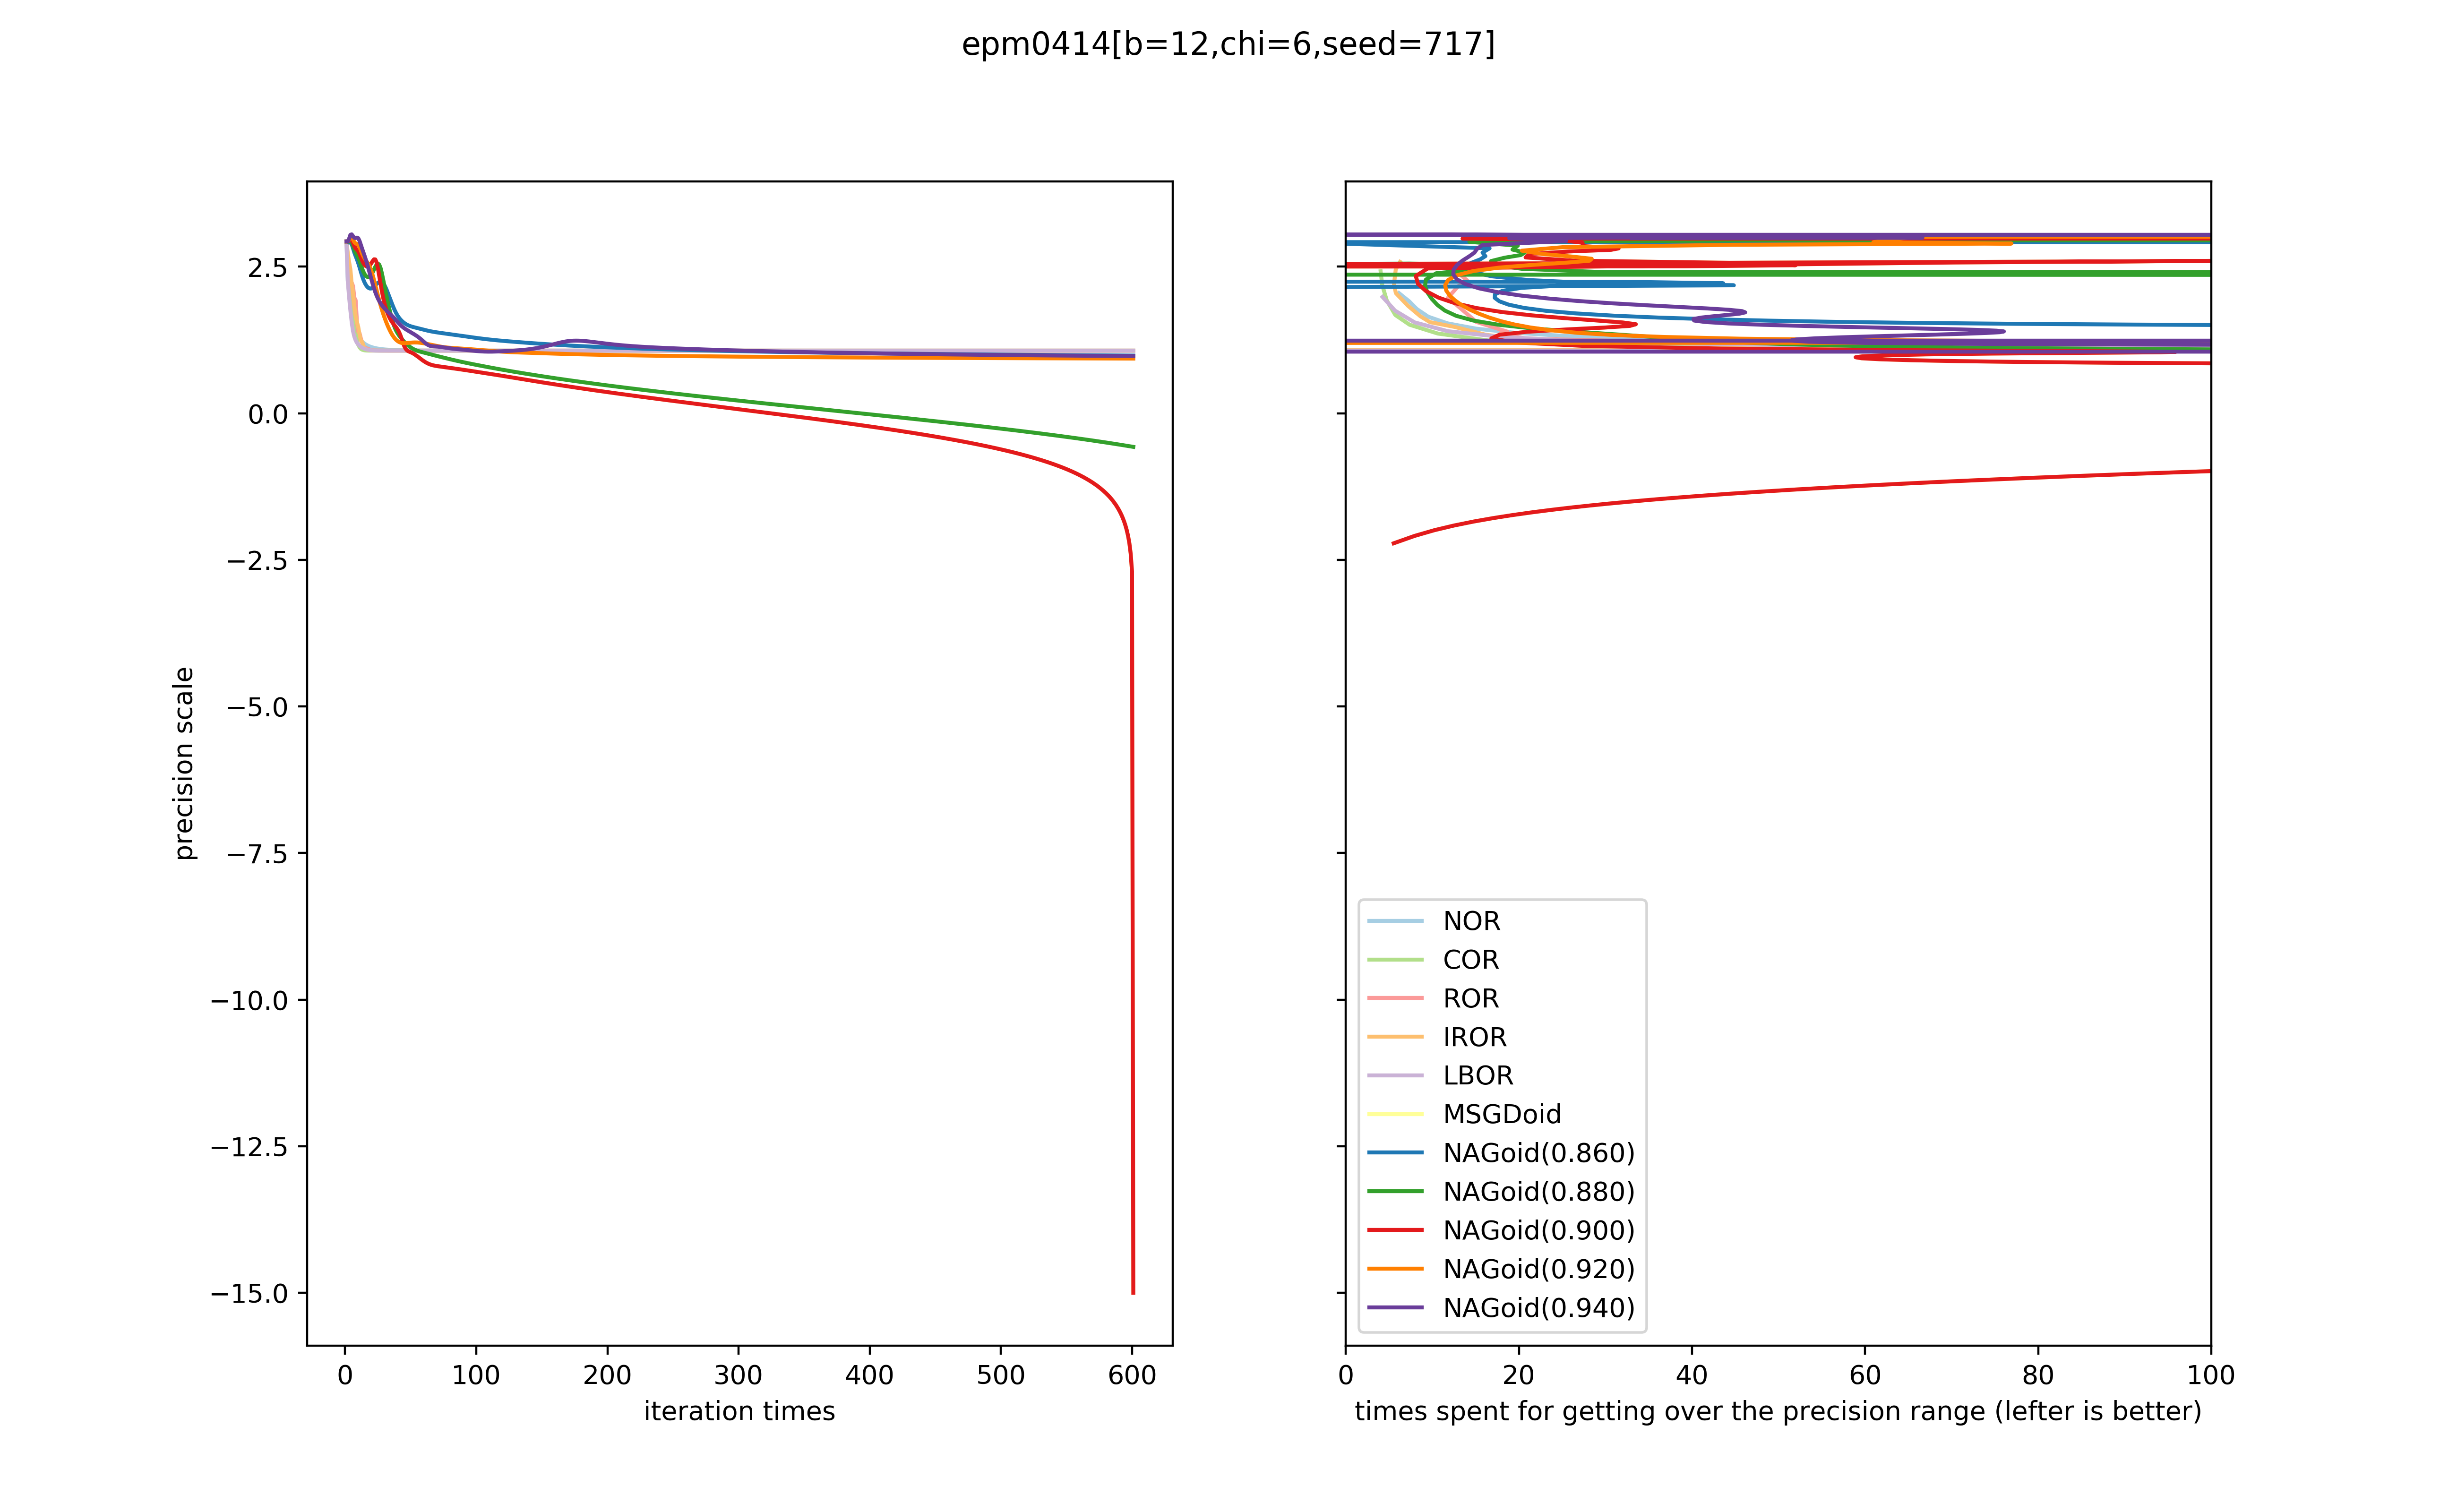 epm0414[b=12,chi=6,seed=717]
precision scale
2.5
0.0
−2.5
−5.0
−7.5
−10.0
−12.5
−15.0
0 100 200 300 400 500 600
iteration times
NOR
COR
ROR
IROR
LBOR
MSGDoid
NAGoid(0.860)
NAGoid(0.880)
NAGoid(0.900)
NAGoid(0.920)
NAGoid(0.940)
0 20 40 60 80 100
times spent for getting over the precision range (lefter is better)